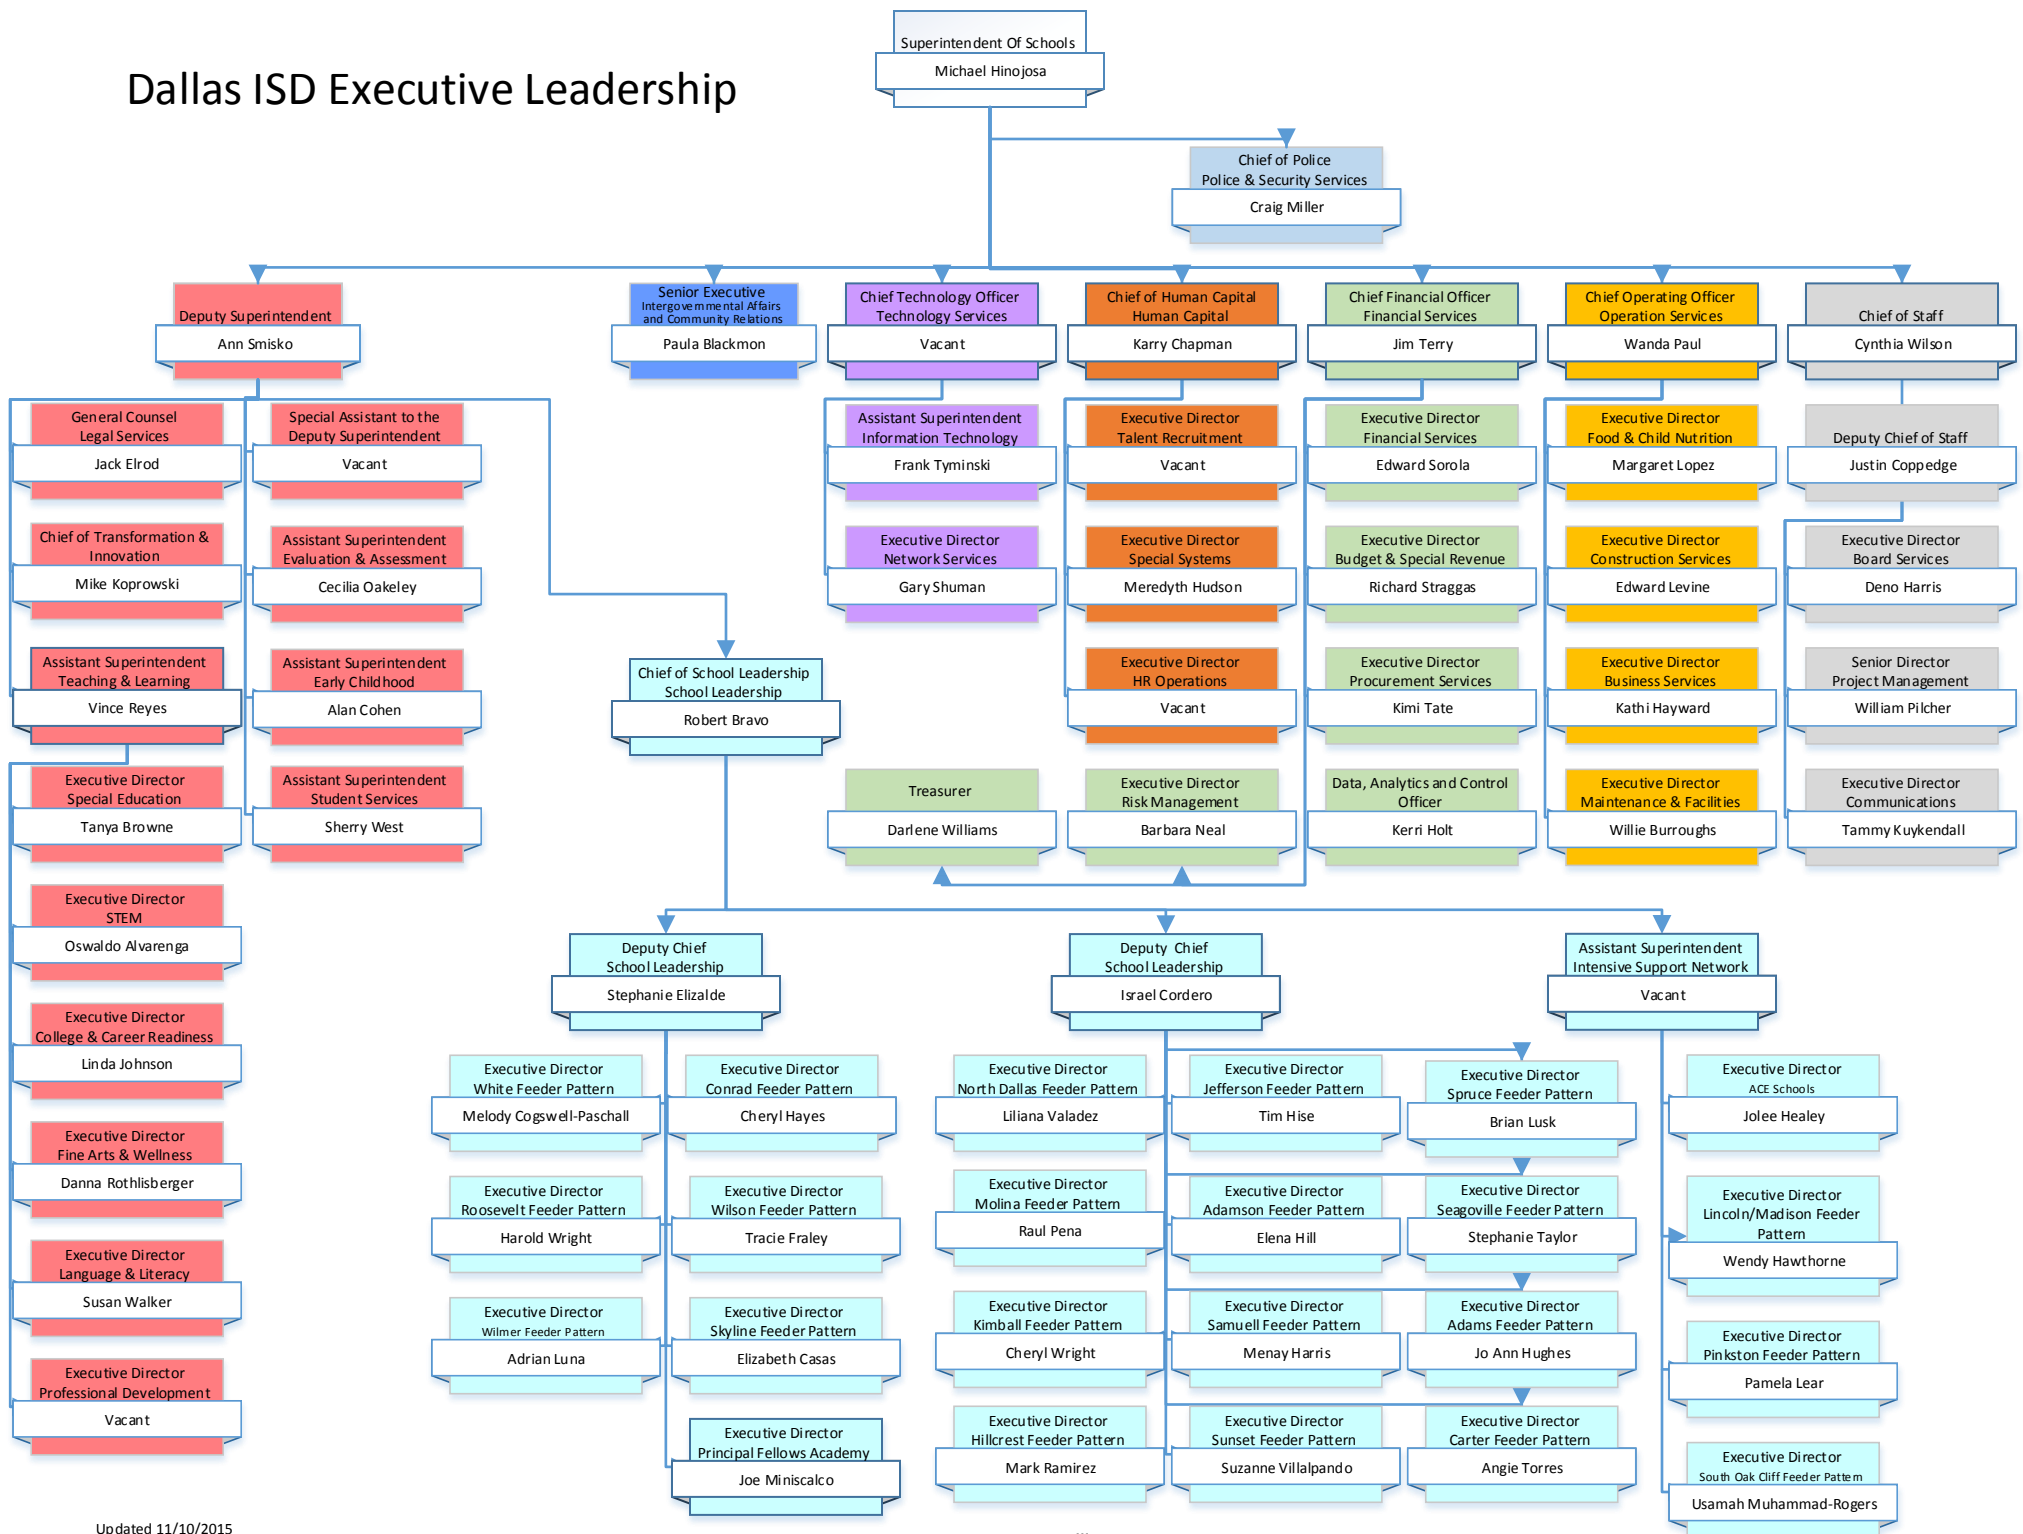 Superintendent Of Schools
Michael Hinojosa
Dallas ISD Executive Leadership
Chief of Police
Police & Security Services
Craig Miller
Deputy Superintendent
Ann Smisko
Senior Executive
Intergovernmental Affairs
and Community Relations
Paula Blackmon
Chief Technology Officer
Technology Services
Vacant
Chief of Human Capital
Human Capital
Karry Chapman
Chief Financial Officer
Financial Services
Jim Terry
Chief Operating Officer
Operation Services
Wanda Paul
Chief of Staff
Cynthia Wilson
General Counsel
Legal Services
Jack Elrod
Special Assistant to the
Deputy Superintendent
Vacant
Assistant Superintendent
Information Technology
Frank Tyminski
Executive Director
Talent Recruitment
Vacant
Executive Director
Financial Services
Edward Sorola
Executive Director
Food & Child Nutrition
Margaret Lopez
Deputy Chief of Staff
Justin Coppedge
Chief of Transformation &
Innovation
Mike Koprowski
Assistant Superintendent
Evaluation & Assessment
Cecilia Oakeley
Executive Director
Network Services
Gary Shuman
Executive Director
Special Systems
Meredyth Hudson
Executive Director
Budget & Special Revenue
Richard Straggas
Executive Director
Construction Services
Edward Levine
Executive Director
Board Services
Deno Harris
Assistant Superintendent
Teaching & Learning
Vince Reyes
Assistant Superintendent
Early Childhood
Alan Cohen
Chief of School Leadership
School Leadership
Robert Bravo
Executive Director
HR Operations
Vacant
Executive Director
Procurement Services
Kimi Tate
Executive Director
Business Services
Kathi Hayward
Senior Director
Project Management
William Pilcher
Executive Director
Special Education
Tanya Browne
Assistant Superintendent
Student Services
Sherry West
Treasurer
Darlene Williams
Executive Director
Risk Management
Barbara Neal
Data, Analytics and Control
Officer
Kerri Holt
Executive Director
Maintenance & Facilities
Willie Burroughs
Executive Director
Communications
Tammy Kuykendall
Executive Director
STEM
Oswaldo Alvarenga
Deputy Chief
School Leadership
Stephanie Elizalde
Deputy Chief
School Leadership
Israel Cordero
Assistant Superintendent
Intensive Support Network
Vacant
Executive Director
College & Career Readiness
Linda Johnson
Executive Director
White Feeder Pattern
Melody Cogswell-Paschall
Executive Director
Conrad Feeder Pattern
Cheryl Hayes
Executive Director
North Dallas Feeder Pattern
Liliana Valadez
Executive Director
Jefferson Feeder Pattern
Tim Hise
Executive Director
Spruce Feeder Pattern
Brian Lusk
Executive Director
ACE Schools
Jolee Healey
Executive Director
Fine Arts & Wellness
Danna Rothlisberger
Executive Director
Roosevelt Feeder Pattern
Harold Wright
Executive Director
Wilson Feeder Pattern
Tracie Fraley
Executive Director
Molina Feeder Pattern
Raul Pena
Executive Director
Adamson Feeder Pattern
Elena Hill
Executive Director
Seagoville Feeder Pattern
Stephanie Taylor
Executive Director
Lincoln/Madison Feeder
Pattern
Wendy Hawthorne
Executive Director
Language & Literacy
Susan Walker
Executive Director
Wilmer Feeder Pattern
Adrian Luna
Executive Director
Skyline Feeder Pattern
Elizabeth Casas
Executive Director
Kimball Feeder Pattern
Cheryl Wright
Executive Director
Samuell Feeder Pattern
Menay Harris
Executive Director
Adams Feeder Pattern
Jo Ann Hughes
Executive Director
Pinkston Feeder Pattern
Pamela Lear
Executive Director
Professional Development
Vacant
Executive Director
Principal Fellows Academy
Joe Miniscalco
Executive Director
Hillcrest Feeder Pattern
Mark Ramirez
Executive Director
Sunset Feeder Pattern
Suzanne Villalpando
Executive Director
Carter Feeder Pattern
Angie Torres
Executive Director
South Oak Cliff Feeder Pattern
Usamah Muhammad-Rogers
Updated 11/10/2015